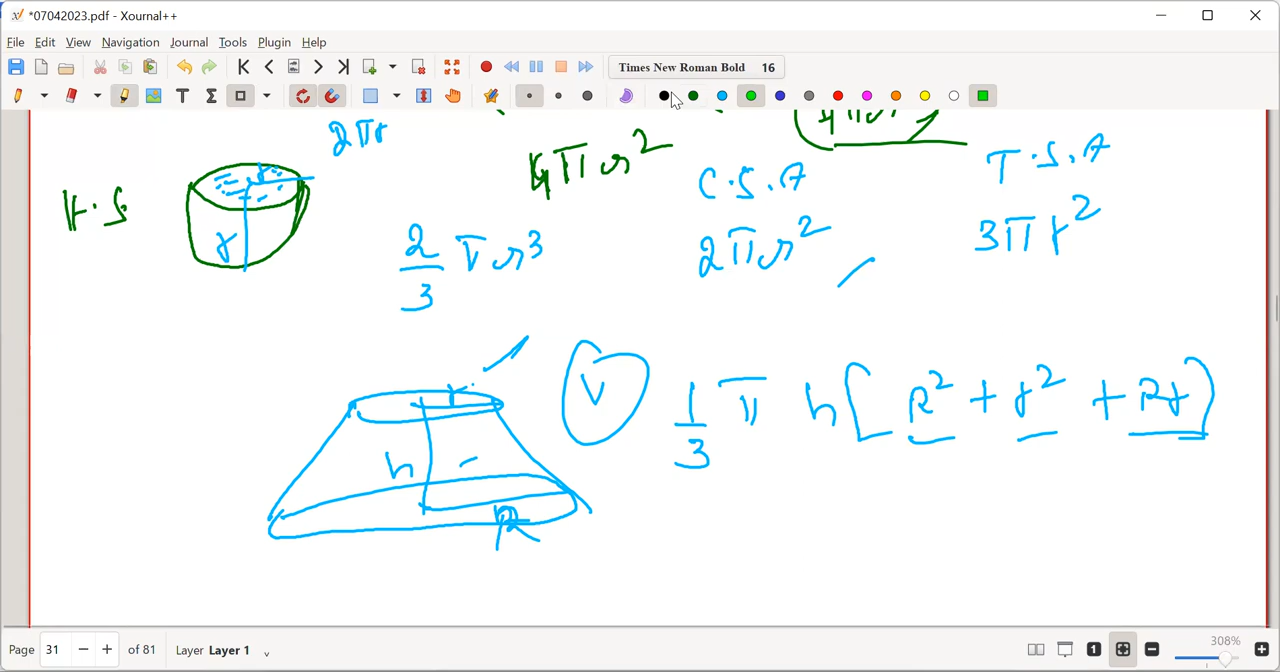 *07042023.pdf - Xournal++
File Edit View Navigation Journal Tools Plugin Help
Times New Roman Bold 16
2πr
4πr²
4πr²
C.S.A
T.S.A
H.S
r
r
2/3 πr³
2πr²
3πr²
r
V
1/3 π h [R² + r² + Rr]
h
R
Page 31 of 81 Layer Layer 1
308%